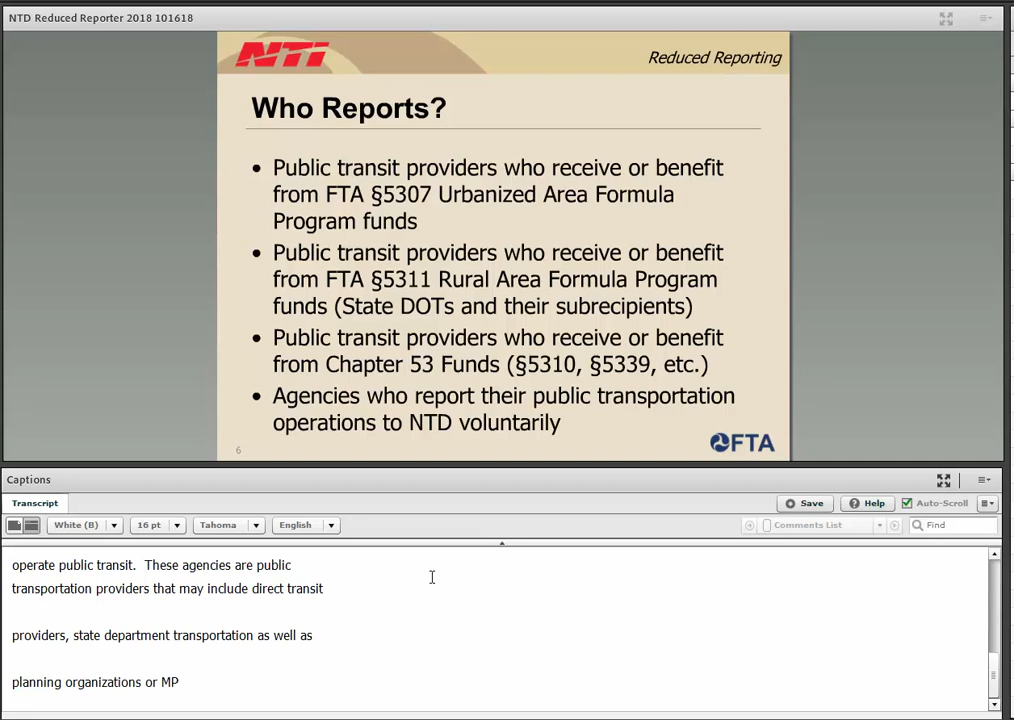 NTD Reduced Reporter 2018 101618
NTI
Reduced Reporting
Who Reports?
• Public transit providers who receive or benefit
from FTA §5307 Urbanized Area Formula
Program funds
• Public transit providers who receive or benefit
from FTA §5311 Rural Area Formula Program
funds (State DOTs and their subrecipients)
• Public transit providers who receive or benefit
from Chapter 53 Funds (§5310, §5339, etc.)
• Agencies who report their public transportation
operations to NTD voluntarily
6
FTA
Captions
Transcript
Save
Help
Auto-Scroll
White (B)
16 pt
Tahoma
English
Comments List
Find
operate public transit.  These agencies are public
transportation providers that may include direct transit
providers, state department transportation as well as
planning organizations or MP